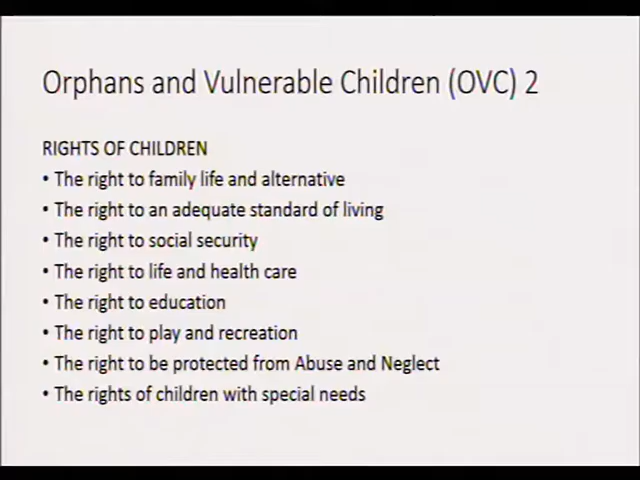 Orphans and Vulnerable Children (OVC) 2
RIGHTS OF CHILDREN
• The right to family life and alternative
• The right to an adequate standard of living
• The right to social security
• The right to life and health care
• The right to education
• The right to play and recreation
• The right to be protected from Abuse and Neglect
• The rights of children with special needs